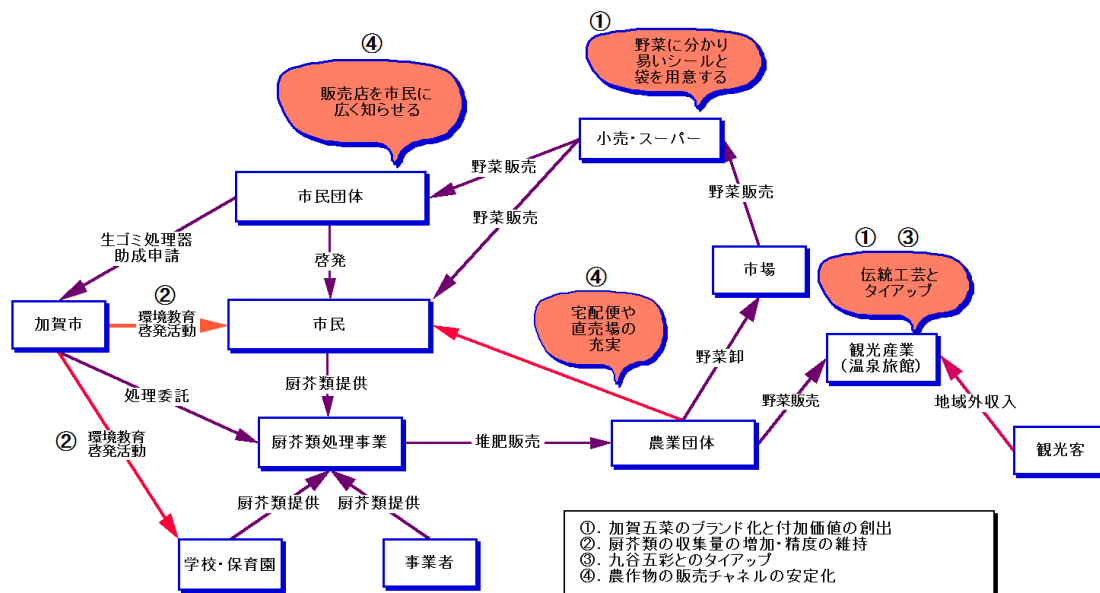 ①
野菜に分かり
易いシールと
袋を用意する
④
販売店を市民に
広く知らせる
小売・スーパー
野菜販売
市民団体
野菜販売
野菜販売
生ゴミ処理器
助成申請
啓発
市場
①
③
伝統工芸と
タイアップ
④
宅配便や
直売場の
充実
②
加賀市
環境教育
啓発活動
市民
観光産業
(温泉旅館)
野菜卸
厨芥類提供
処理委託
野菜販売
地域外収入
②
環境教育
啓発活動
厨芥類処理事業
堆肥販売
農業団体
観光客
厨芥類提供
厨芥類提供
学校・保育園
事業者
①. 加賀五菜のブランド化と付加価値の創出
②. 厨芥類の収集量の増加・精度の維持
③. 九谷五彩とのタイアップ
④. 農作物の販売チャネルの安定化